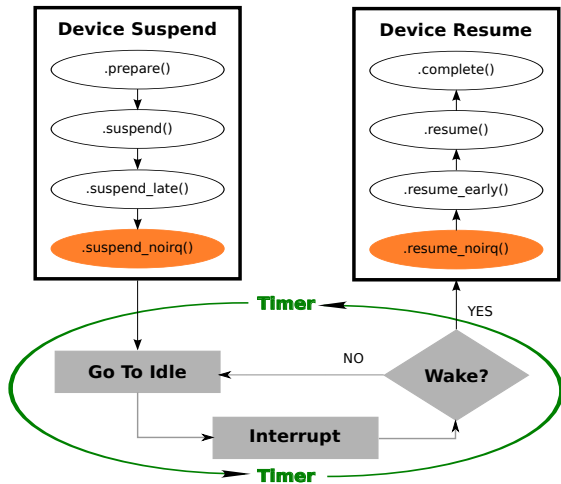 Device Suspend
.prepare()
.suspend()
.suspend_late()
.suspend_noirq()
Device Resume
.complete()
.resume()
.resume_early()
.resume_noirq()
Timer
YES
NO
Go To Idle
Wake?
Interrupt
Timer